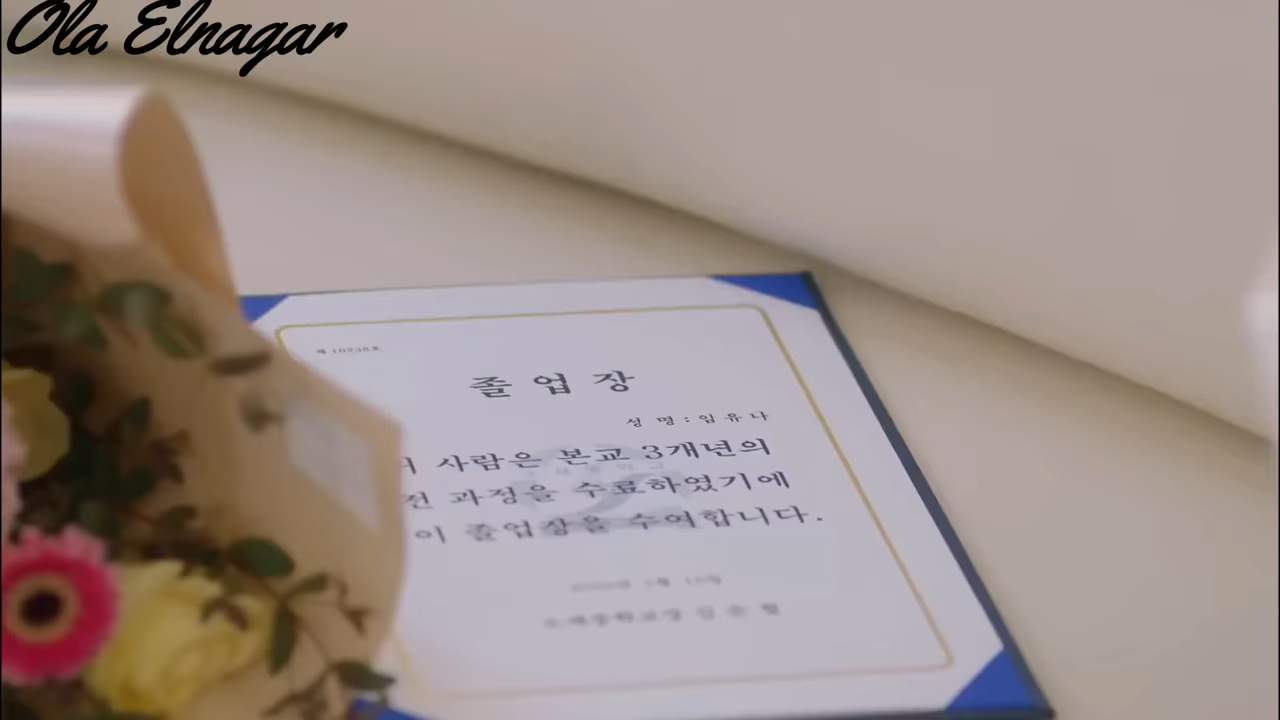 Ola Elnagar
졸업장
성명:임유나
사람은 본교 3개년의
전 과정을 수료하였기에
이 졸업장을 수여합니다.